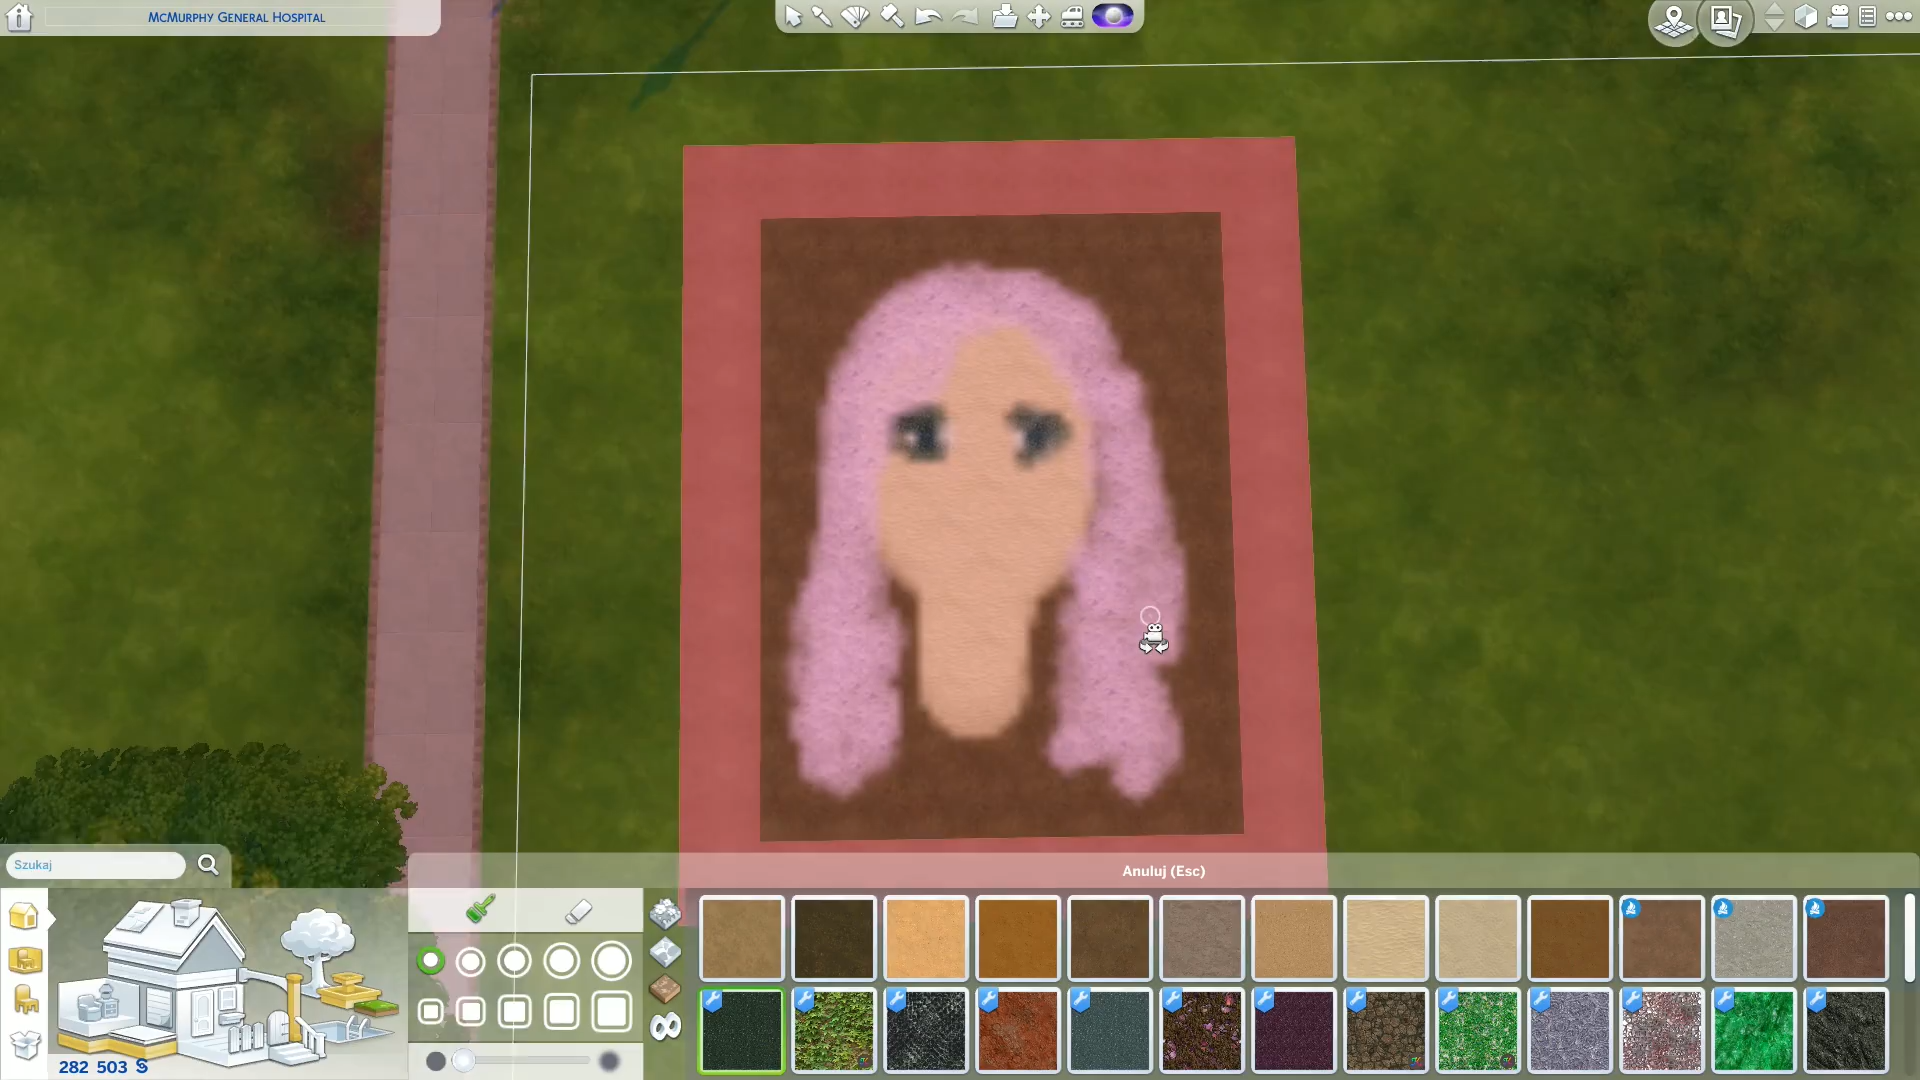 McMurphy General Hospital
Anuluj (Esc)
Szukaj
282 503 §